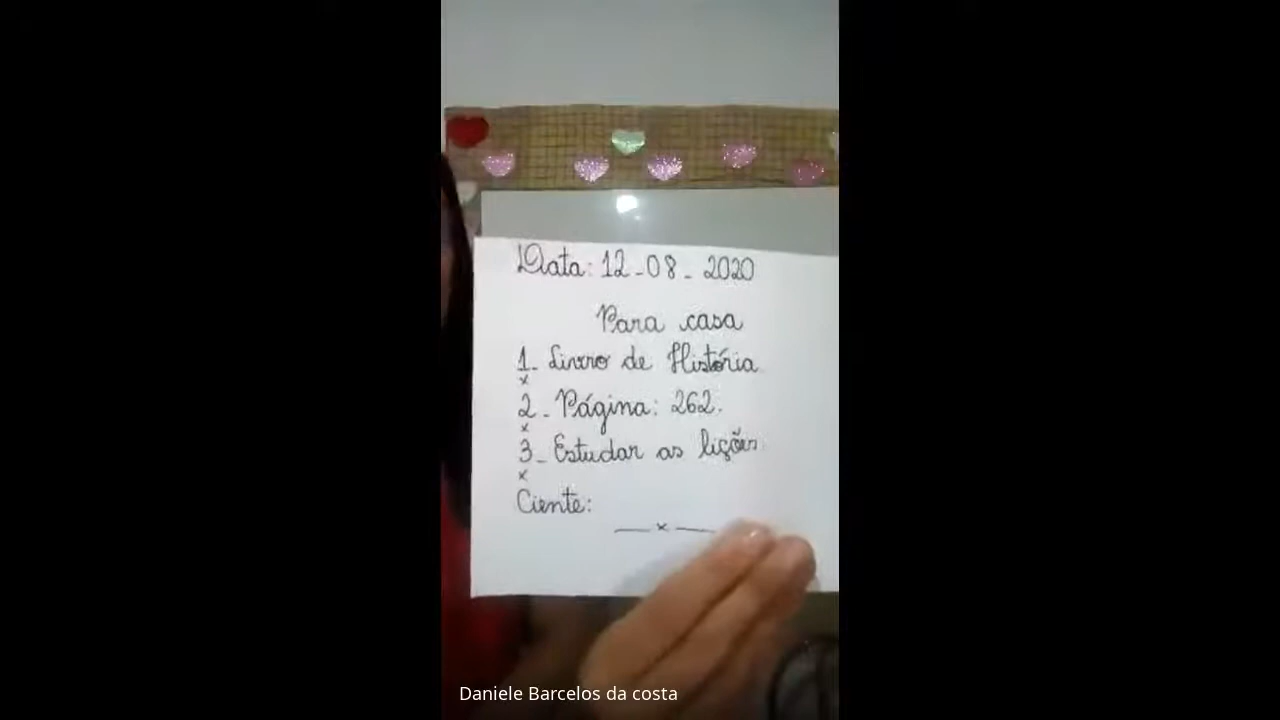 Data: 12-08-2020
Para casa
1- Livro de História
x
2- Página: 262.
x
3- Estudar as lições
x
Ciente:
—x—
Daniele Barcelos da costa